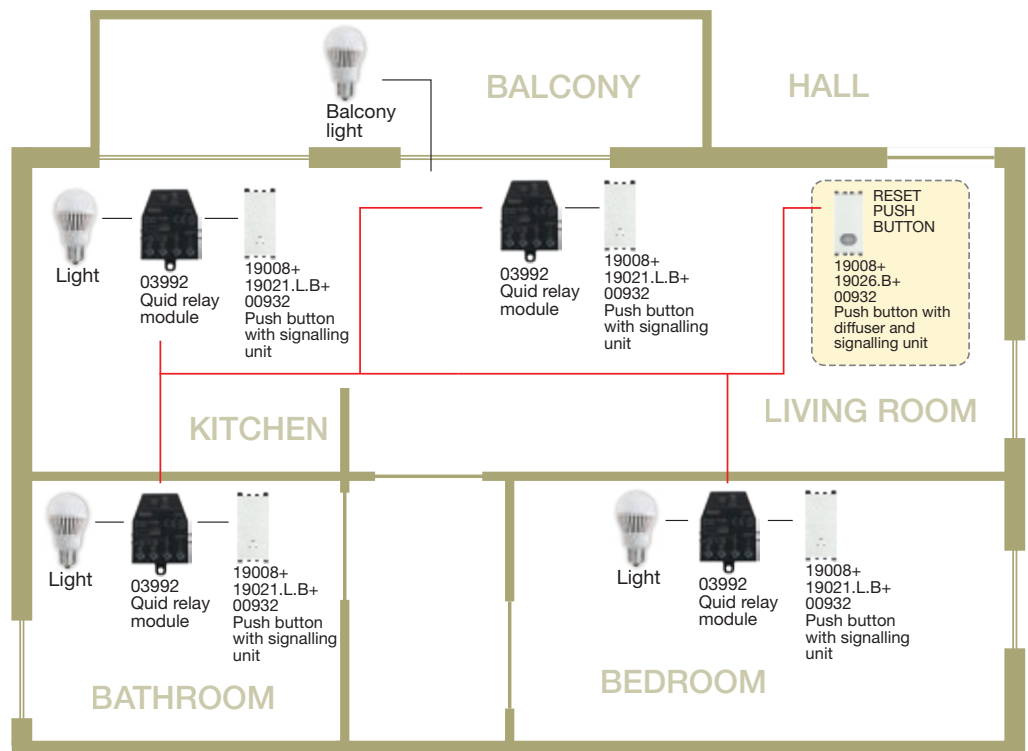 BALCONY
HALL
Balcony
light
Light
03992
Quid relay
module
19008+
19021.L.B+
00932
Push button
with signalling
unit
03992
Quid relay
module
19008+
19021.L.B+
00932
Push button
with signalling
unit
RESET
PUSH
BUTTON
19008+
19026.B+
00932
Push button with
diffuser and
signalling unit
KITCHEN
LIVING ROOM
Light
03992
Quid relay
module
19008+
19021.L.B+
00932
Push button
with signalling
unit
BATHROOM
Light
03992
Quid relay
module
19008+
19021.L.B+
00932
Push button
with signalling
unit
BEDROOM